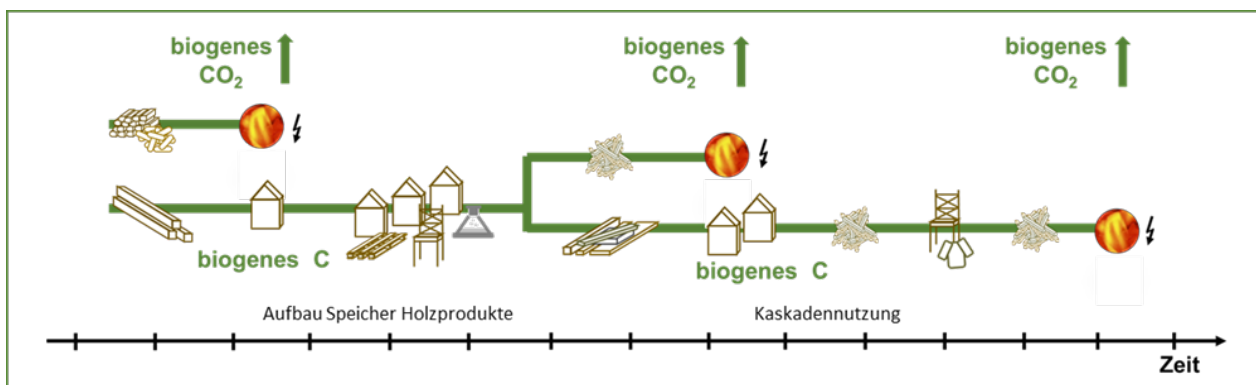 biogenes
CO₂
biogenes
CO₂
biogenes
CO₂
biogenes C
biogenes C
Aufbau Speicher Holzprodukte
Kaskadennutzung
Zeit